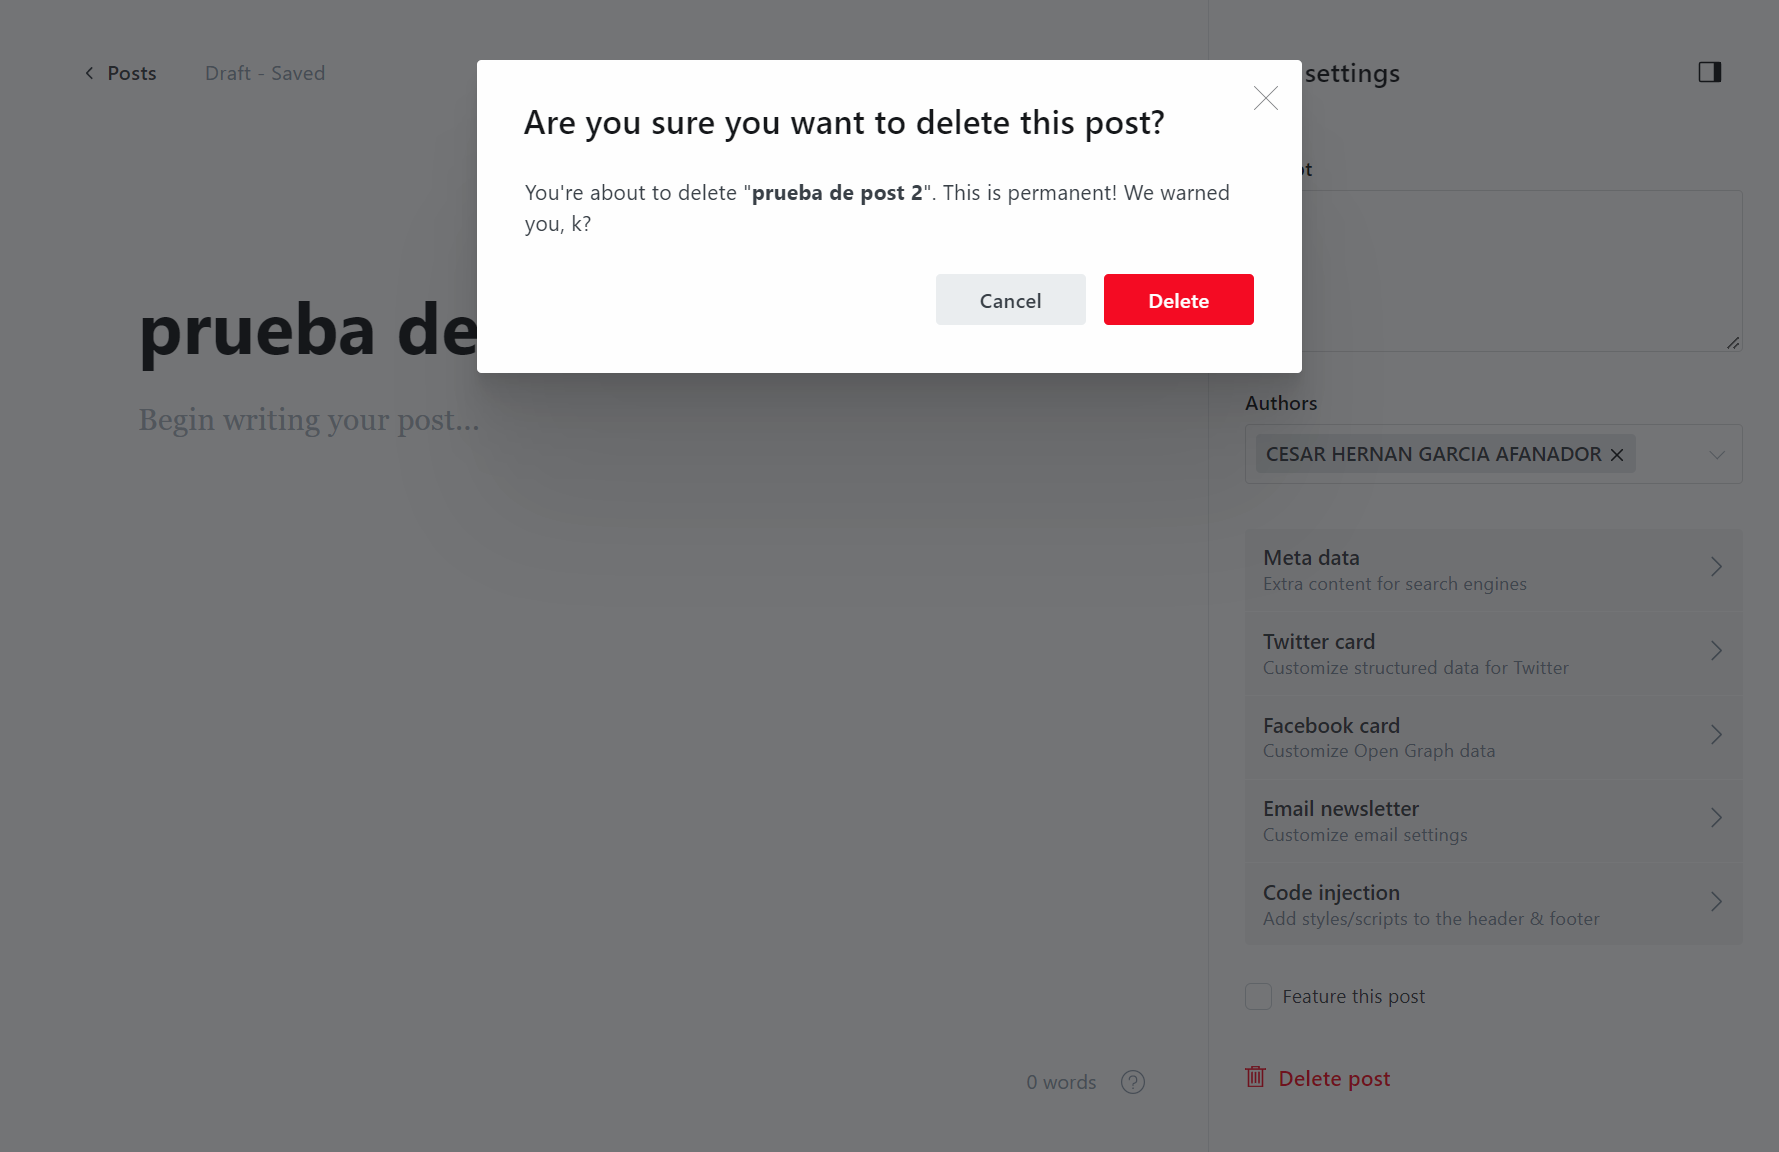 Posts
Draft - Saved
settings
Are you sure you want to delete this post?
You're about to delete "prueba de post 2". This is permanent! We warned
you, k?
Cancel
Delete
prueba de
Begin writing your post...
Authors
CESAR HERNAN GARCIA AFANADOR
Meta data
Extra content for search engines
Twitter card
Customize structured data for Twitter
Facebook card
Customize Open Graph data
Email newsletter
Customize email settings
Code injection
Add styles/scripts to the header & footer
Feature this post
0 words
Delete post